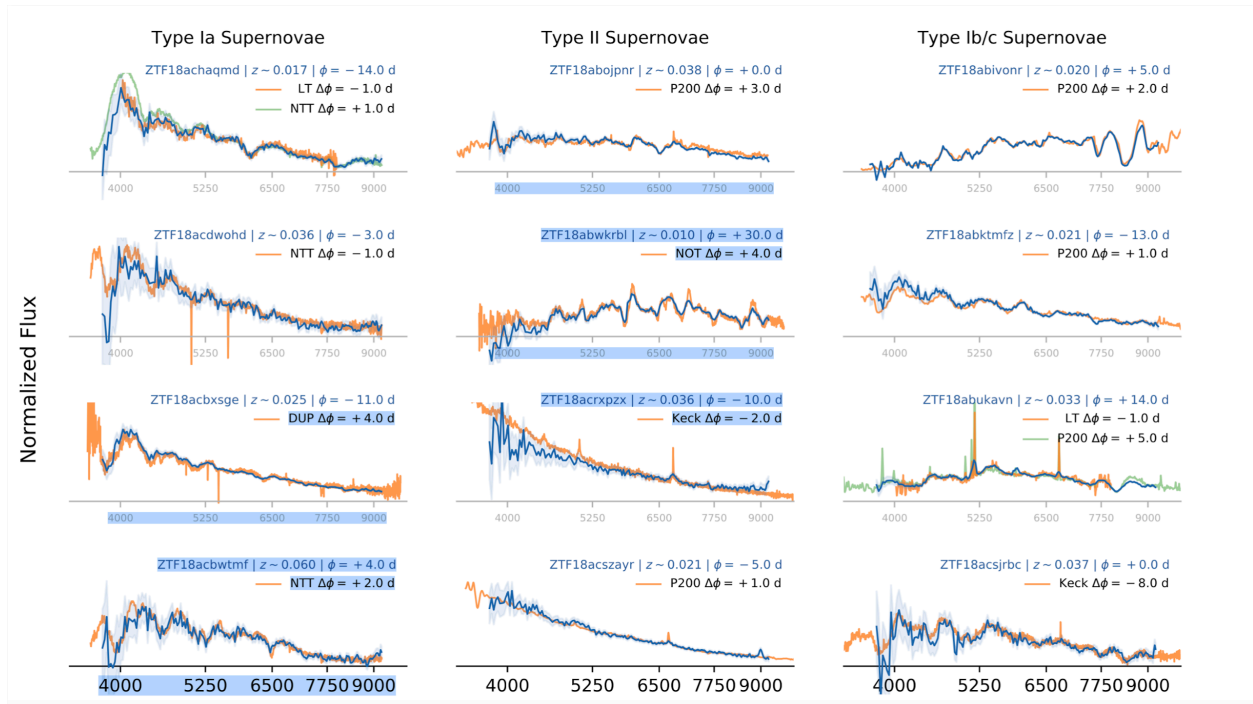 Type Ia Supernovae
Type II Supernovae
Type Ib/c Supernovae
Normalized Flux
ZTF18achaqmd | z ~ 0.017 | ϕ = −14.0 d
LT Δϕ = −1.0 d
NTT Δϕ = +1.0 d
4000 5250 6500 7750 9000
ZTF18abojpnr | z ~ 0.038 | ϕ = +0.0 d
P200 Δϕ = +3.0 d
4000 5250 6500 7750 9000
ZTF18abivonr | z ~ 0.020 | ϕ = +5.0 d
P200 Δϕ = +2.0 d
4000 5250 6500 7750 9000
ZTF18acdwohd | z ~ 0.036 | ϕ = −3.0 d
NTT Δϕ = −1.0 d
4000 5250 6500 7750 9000
ZTF18abwkrbl | z ~ 0.010 | ϕ = +30.0 d
NOT Δϕ = +4.0 d
4000 5250 6500 7750 9000
ZTF18abktmfz | z ~ 0.021 | ϕ = −13.0 d
P200 Δϕ = +1.0 d
4000 5250 6500 7750 9000
ZTF18acbxsge | z ~ 0.025 | ϕ = −11.0 d
DUP Δϕ = +4.0 d
4000 5250 6500 7750 9000
ZTF18acrxpzx | z ~ 0.036 | ϕ = −10.0 d
Keck Δϕ = −2.0 d
4000 5250 6500 7750 9000
ZTF18abukavn | z ~ 0.033 | ϕ = +14.0 d
LT Δϕ = −1.0 d
P200 Δϕ = +5.0 d
4000 5250 6500 7750 9000
ZTF18acbwtmf | z ~ 0.060 | ϕ = +4.0 d
NTT Δϕ = +2.0 d
4000 5250 6500 7750 9000
ZTF18acszayr | z ~ 0.021 | ϕ = −5.0 d
P200 Δϕ = +1.0 d
4000 5250 6500 7750 9000
ZTF18acsjrbc | z ~ 0.037 | ϕ = +0.0 d
Keck Δϕ = −8.0 d
4000 5250 6500 7750 9000